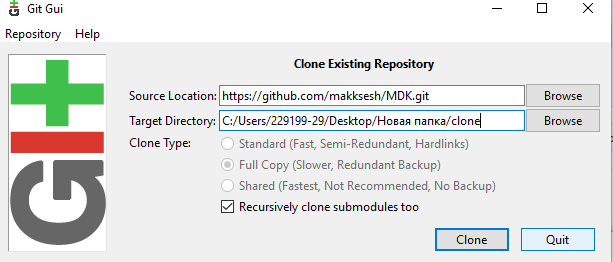 Git Gui
Repository Help
Clone Existing Repository
Source Location: https://github.com/makksesh/MDK.git Browse
Target Directory: C:/Users/229199-29/Desktop/Новая папка/clone Browse
Clone Type: Standard (Fast, Semi-Redundant, Hardlinks)
Full Copy (Slower, Redundant Backup)
Shared (Fastest, Not Recommended, No Backup)
Recursively clone submodules too
Clone Quit
GIT